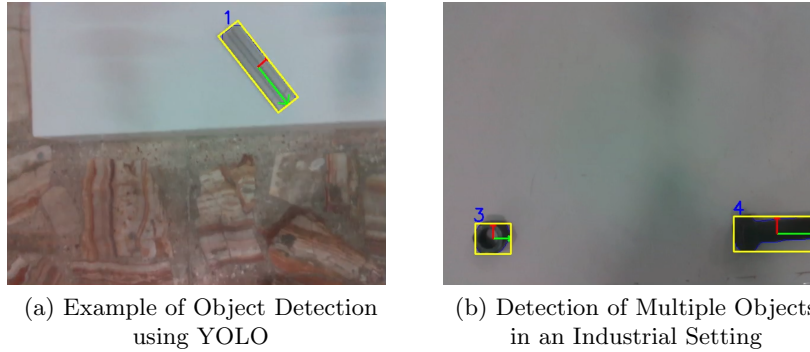 1
3
4
(a) Example of Object Detection
using YOLO
(b) Detection of Multiple Objects
in an Industrial Setting